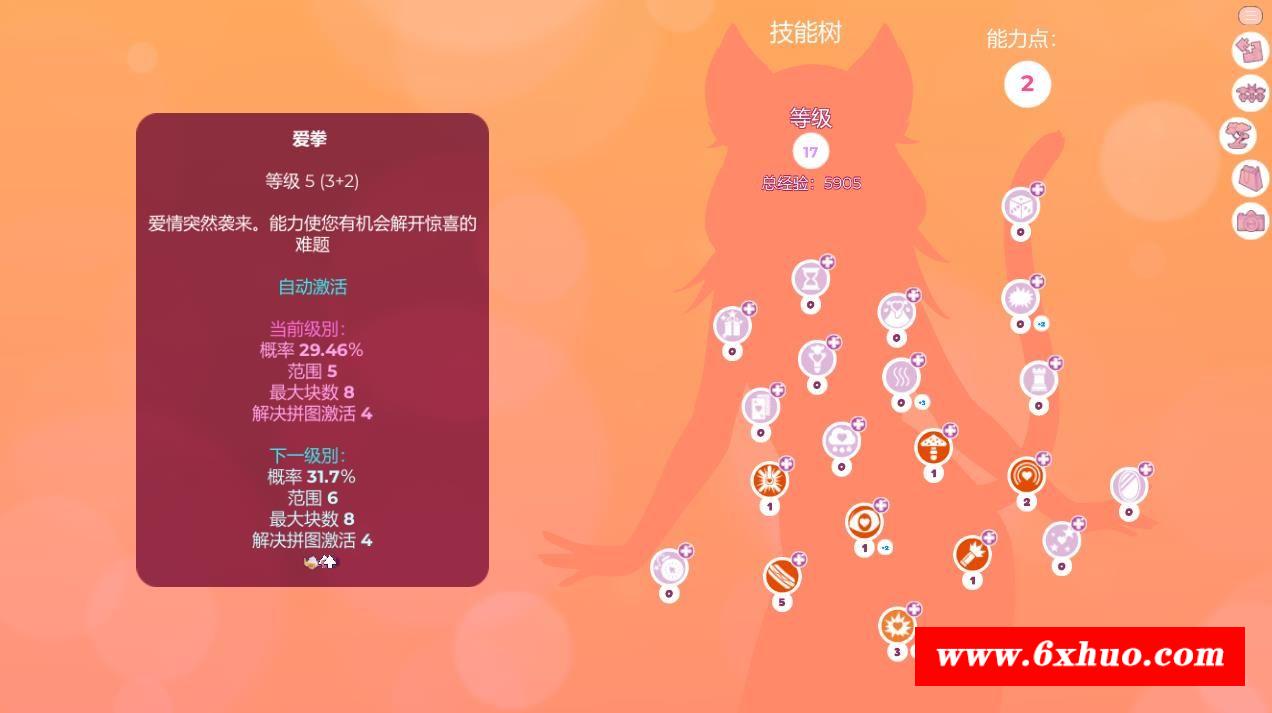 技能树
能力点：
2
等级
17
总经验：5905
爱拳
等级 5 (3+2)
爱情突然袭来。能力使您有机会解开惊喜的
难题
自动激活
当前级别：
概率 29.46%
范围 5
最大块数 8
解决拼图激活 4
下一级别：
概率 31.7%
范围 6
最大块数 8
解决拼图激活 4
0
0
0 +2
0
0
0
0
0 +3
0
0
0
1
1
2
0
1 +2
0
1
0
5
3
www.6xhuo.com